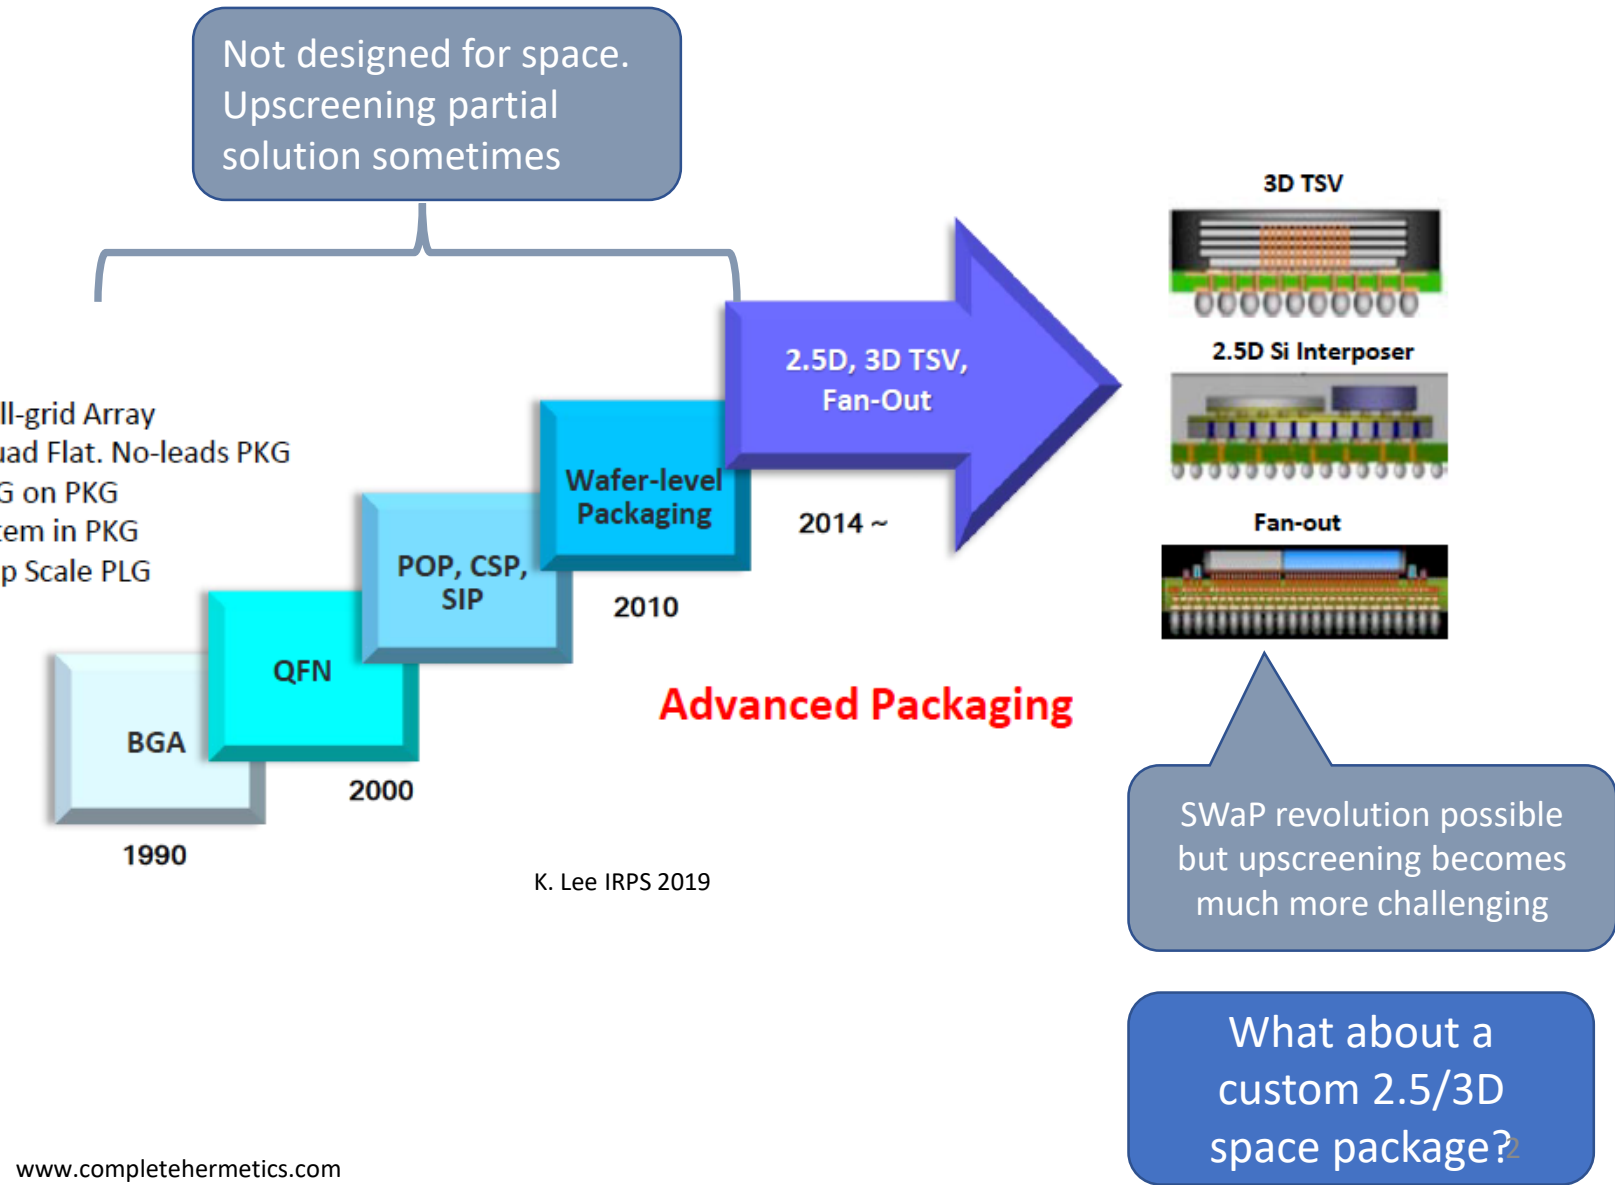 Not designed for space.
Upscreening partial
solution sometimes
3D TSV
2.5D Si Interposer
Fan-out
2.5D, 3D TSV,
Fan-Out
2014 ~
ll-grid Array
uad Flat. No-leads PKG
G on PKG
tem in PKG
p Scale PLG
Wafer-level
Packaging
2010
POP, CSP,
SIP
QFN
2000
BGA
1990
Advanced Packaging
K. Lee IRPS 2019
SWaP revolution possible
but upscreening becomes
much more challenging
What about a
custom 2.5/3D
space package?
2
www.completehermetics.com